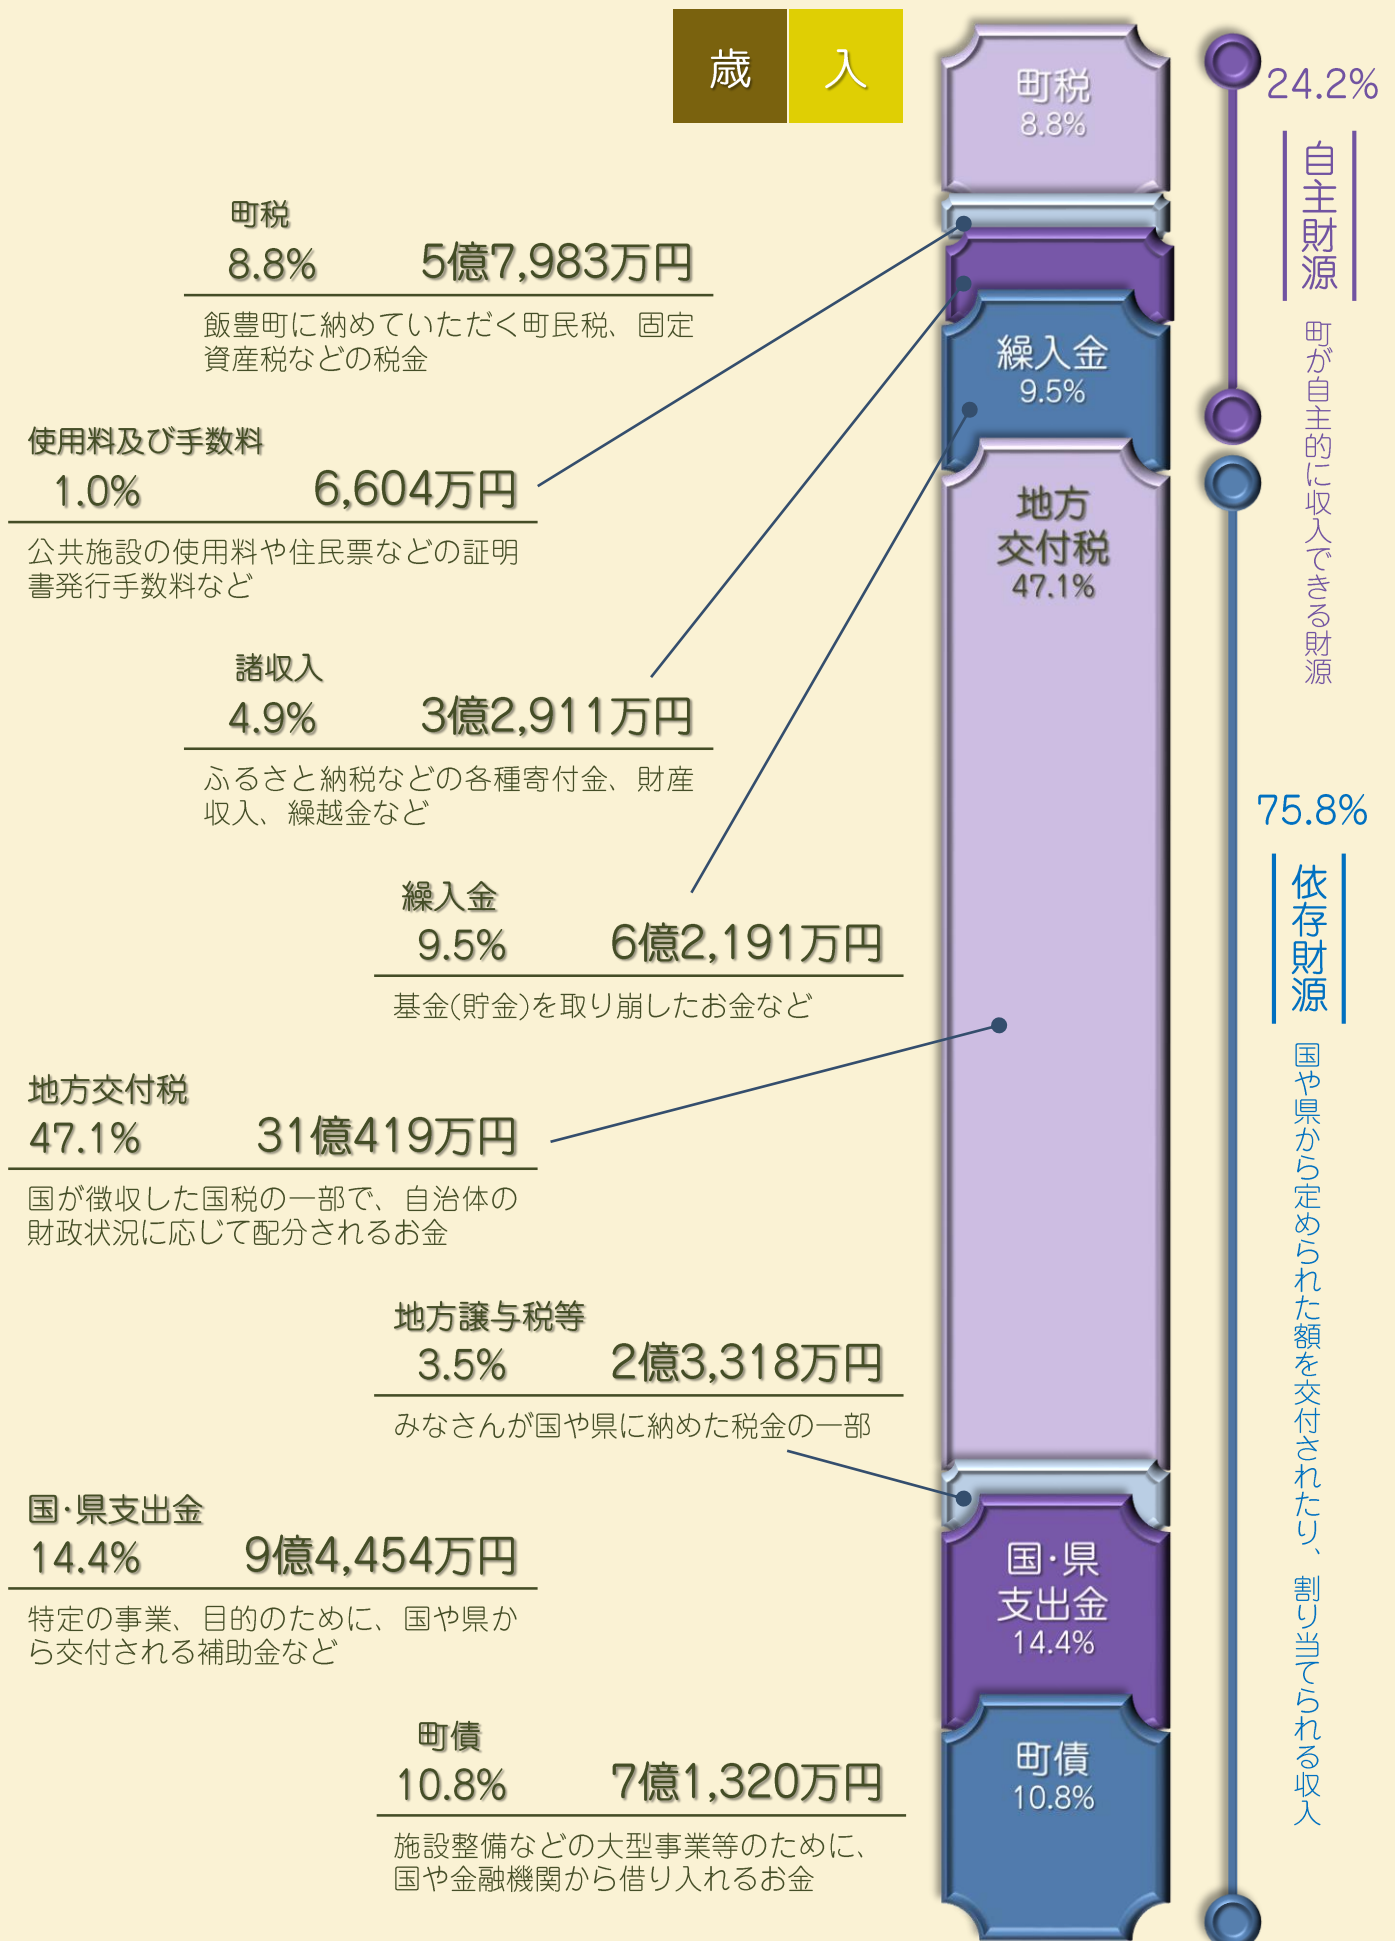 歳入
町税
8.8%
5億7,983万円
飯豊町に納めていただく町民税、固定
資産税などの税金
使用料及び手数料
1.0%
6,604万円
公共施設の使用料や住民票などの証明
書発行手数料など
諸収入
4.9%
3億2,911万円
ふるさと納税などの各種寄付金、財産
収入、繰越金など
繰入金
9.5%
6億2,191万円
基金(貯金)を取り崩したお金など
地方交付税
47.1%
31億419万円
国が徴収した国税の一部で、自治体の
財政状況に応じて配分されるお金
地方譲与税等
3.5%
2億3,318万円
みなさんが国や県に納めた税金の一部
国・県支出金
14.4%
9億4,454万円
特定の事業、目的のために、国や県か
ら交付される補助金など
町債
10.8%
7億1,320万円
施設整備などの大型事業等のために、
国や金融機関から借り入れるお金
町税
8.8%
繰入金
9.5%
地方
交付税
47.1%
国・県
支出金
14.4%
町債
10.8%
24.2%
自主財源
町が自主的に収入できる財源
75.8%
依存財源
国や県から定められた額を交付されたり、割り当てられる収入